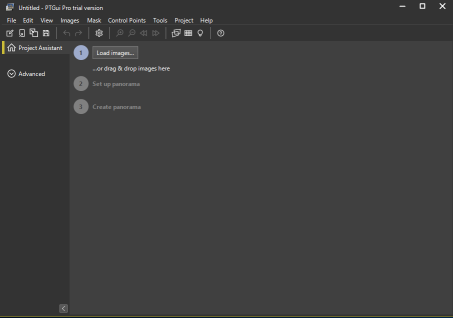 Untitled - PTGui Pro trial version
File Edit View Images Mask Control Points Tools Project Help
Project Assistant
Advanced
1 Load images...
...or drag & drop images here
2 Set up panorama
3 Create panorama